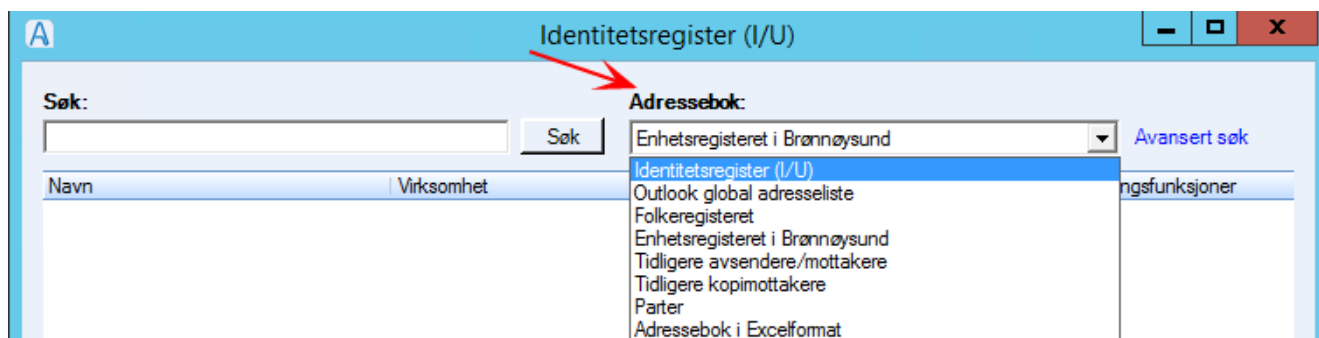 A
Identitetsregister (I/U)
Søk:
Adressebok:
Søk
Enhetsregisteret i Brønnøysund
Avansert søk
Navn
Virksomhet
ngsfunksjoner
Identitetsregister (I/U)
Outlook global adresseliste
Folkeregisteret
Enhetsregisteret i Brønnøysund
Tidligere avsendere/mottakere
Tidligere kopimottakere
Parter
Adressebok i Excelformat